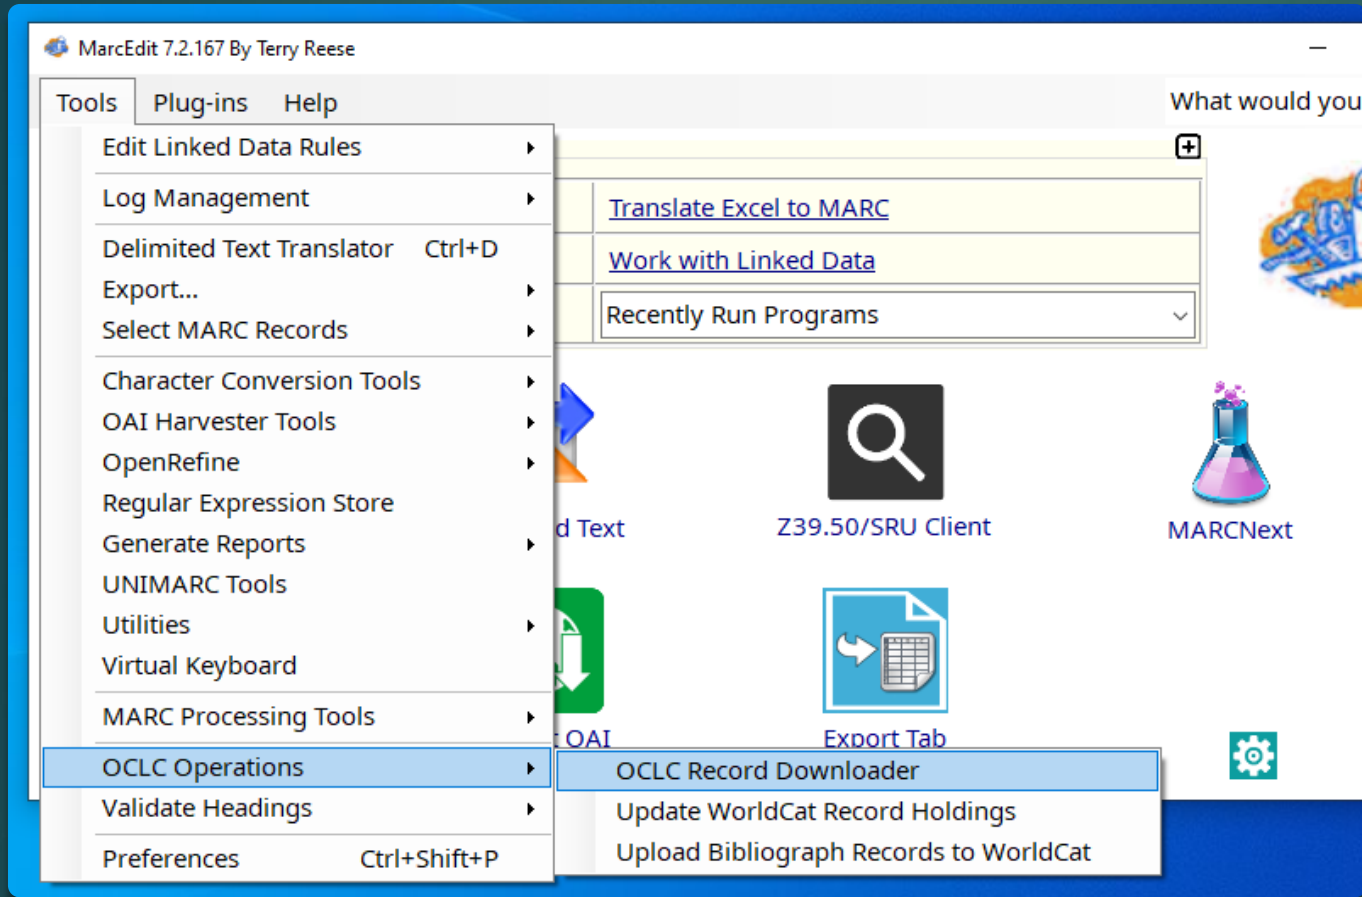 MarcEdit 7.2.167 By Terry Reese
Tools Plug-ins Help What would you
Edit Linked Data Rules
Log Management
Delimited Text Translator Ctrl+D
Export...
Select MARC Records
Character Conversion Tools
OAI Harvester Tools
OpenRefine
Regular Expression Store
Generate Reports
UNIMARC Tools
Utilities
Virtual Keyboard
MARC Processing Tools
OCLC Operations
Validate Headings
Preferences Ctrl+Shift+P
OCLC Record Downloader
Update WorldCat Record Holdings
Upload Bibliograph Records to WorldCat
Translate Excel to MARC
Work with Linked Data
Recently Run Programs
d Text
Z39.50/SRU Client
MARCNext
OAI
Export Tab